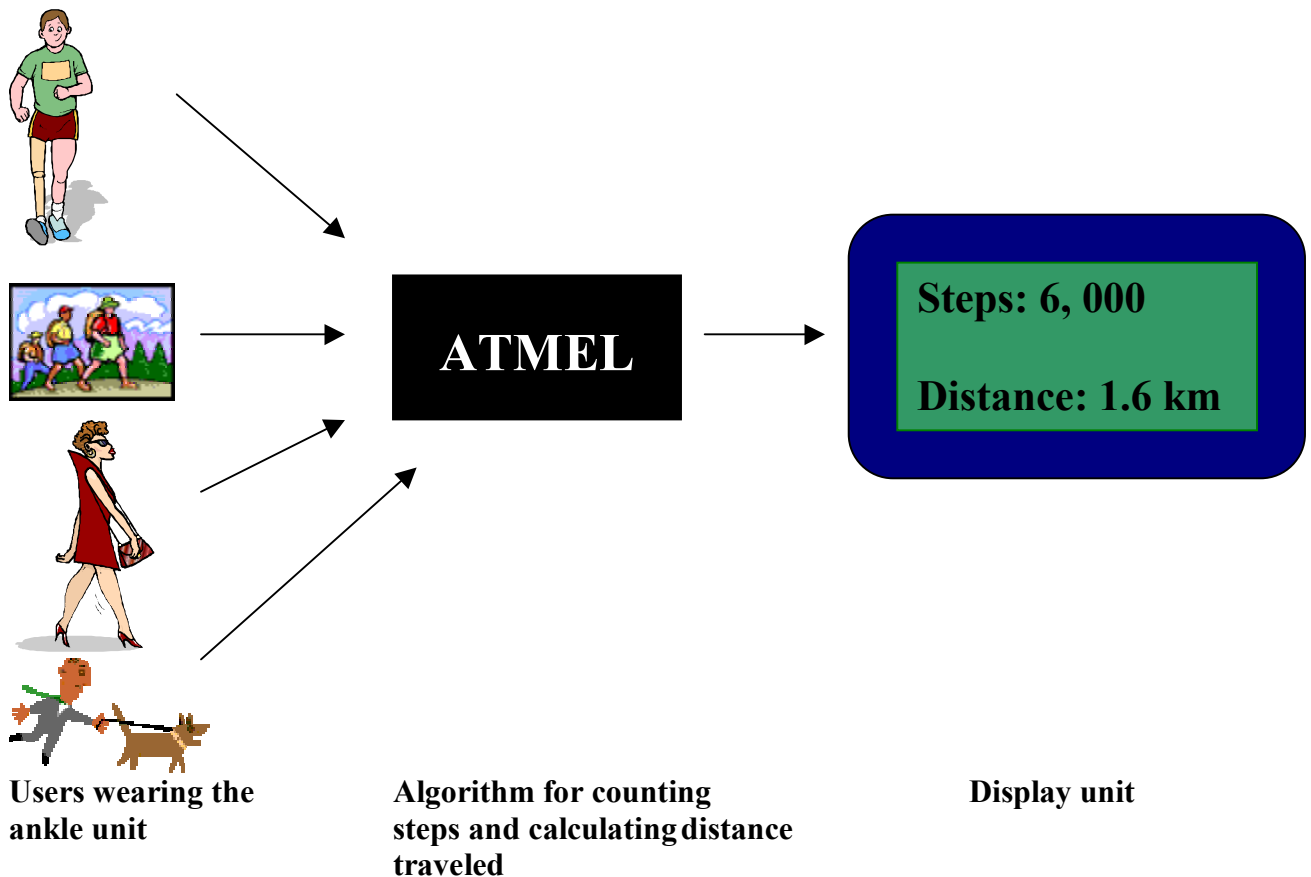 ATMEL
Steps: 6, 000
Distance: 1.6 km
Users wearing the
ankle unit
Algorithm for counting
steps and calculating distance
traveled
Display unit